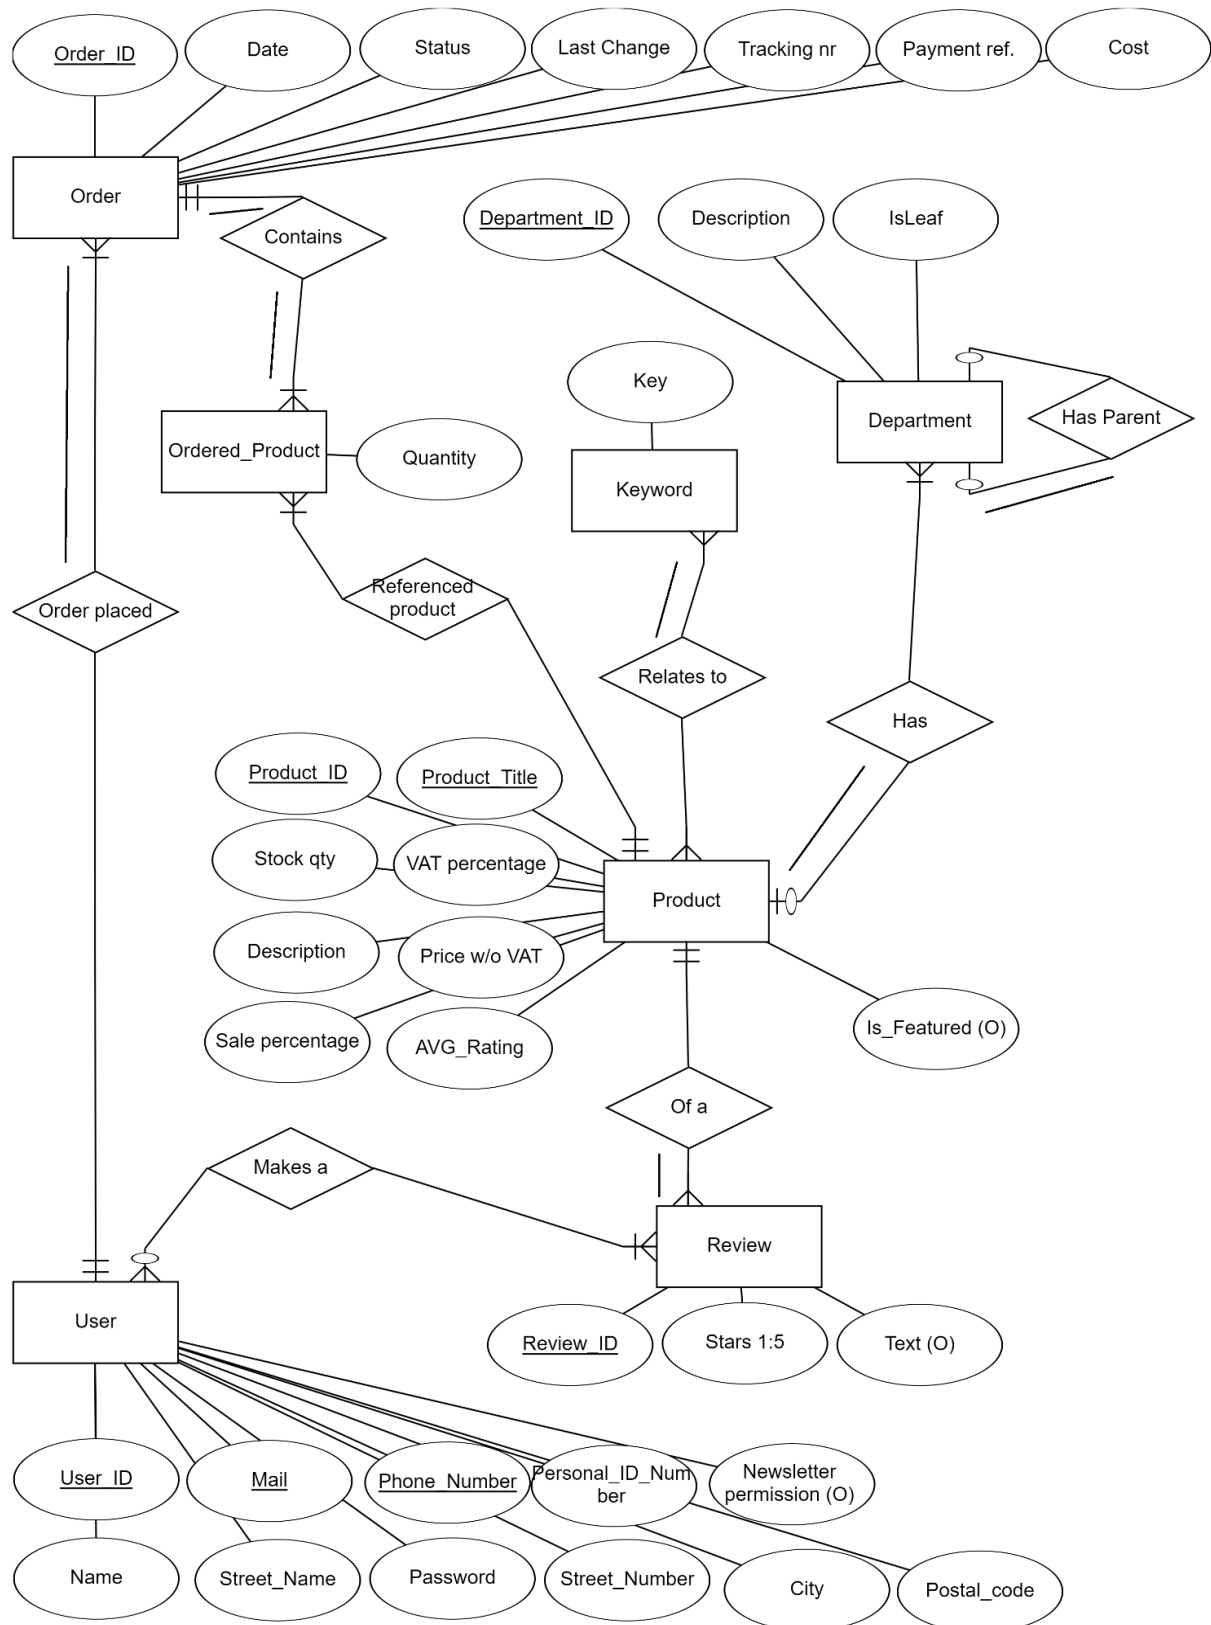 Order_ID
Date
Status
Last Change
Tracking nr
Payment ref.
Cost
Order
Contains
Department_ID
Description
IsLeaf
Key
Department
Has Parent
Ordered_Product
Quantity
Keyword
Referenced
product
Order placed
Relates to
Has
Product_ID
Product_Title
Stock qty
VAT percentage
Product
Description
Price w/o VAT
Sale percentage
AVG_Rating
Is_Featured (O)
Of a
Makes a
Review
User
Review_ID
Stars 1:5
Text (O)
User_ID
Mail
Phone_Number
Personal_ID_Num
ber
Newsletter
permission (O)
Name
Street_Name
Password
Street_Number
City
Postal_code